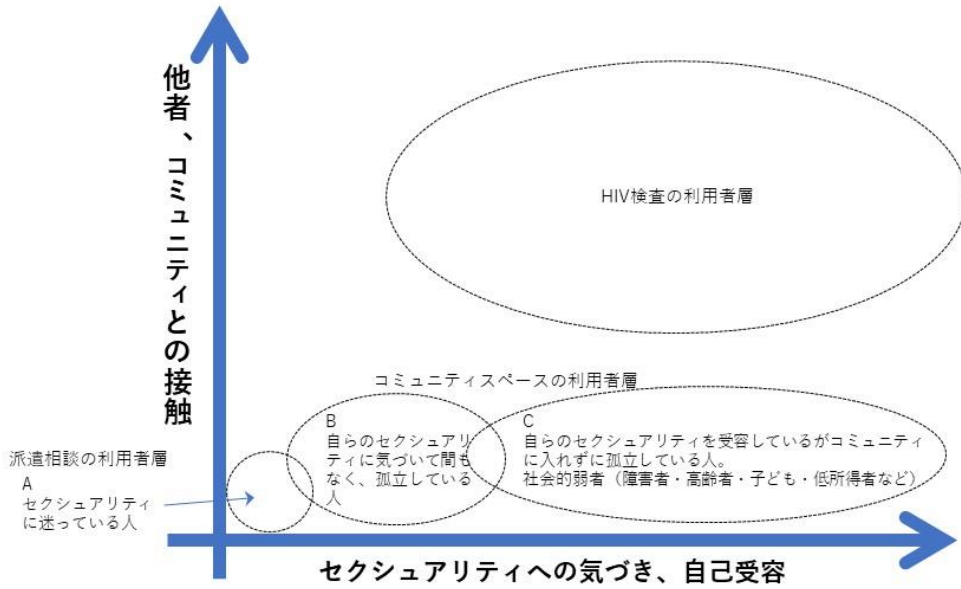 他者、コミュニティとの接触
HIV検査の利用者層
コミュニティスペースの利用者層
派遣相談の利用者層
A
セクシュアリティ
に迷っている人
B
自らのセクシュアリ
ティに気づいて間も
なく、孤立している
人
C
自らのセクシュアリティを受容しているがコミュニティ
に入れずに孤立している人。
社会的弱者（障害者・高齢者・子ども・低所得者など）
セクシュアリティへの気づき、自己受容